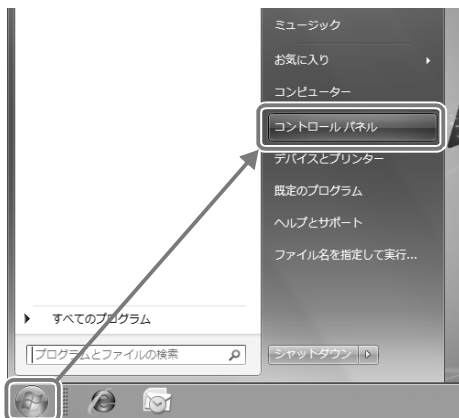 ミュージック
お気に入り
コンピューター
コントロール パネル
デバイスとプリンター
既定のプログラム
ヘルプとサポート
ファイル名を指定して実行...
すべてのプログラム
プログラムとファイルの検索
シャットダウン